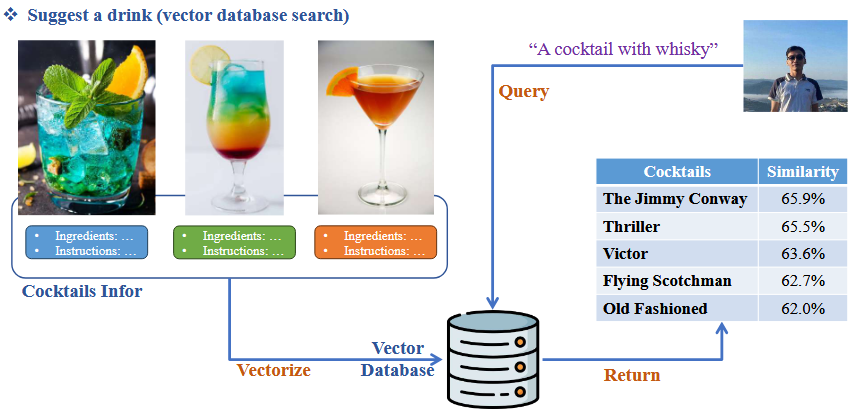 ❖ Suggest a drink (vector database search)
“A cocktail with whisky”
Query
• Ingredients: …
• Instructions: …
• Ingredients: …
• Instructions: …
• Ingredients: …
• Instructions: …
Cocktails Infor
Vectorize
Vector
Database
Return
Cocktails Similarity
The Jimmy Conway 65.9%
Thriller 65.5%
Victor 63.6%
Flying Scotchman 62.7%
Old Fashioned 62.0%